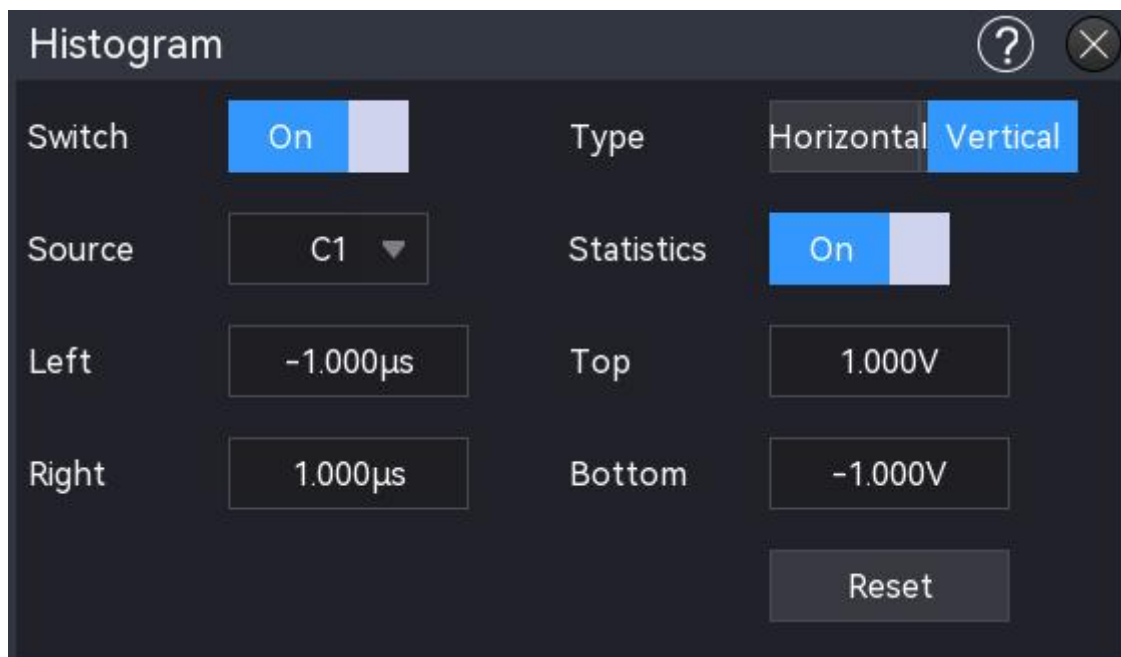 Histogram ?
Switch On Type Horizontal Vertical
Source C1 Statistics On
Left -1.000µs Top 1.000V
Right 1.000µs Bottom -1.000V
Reset